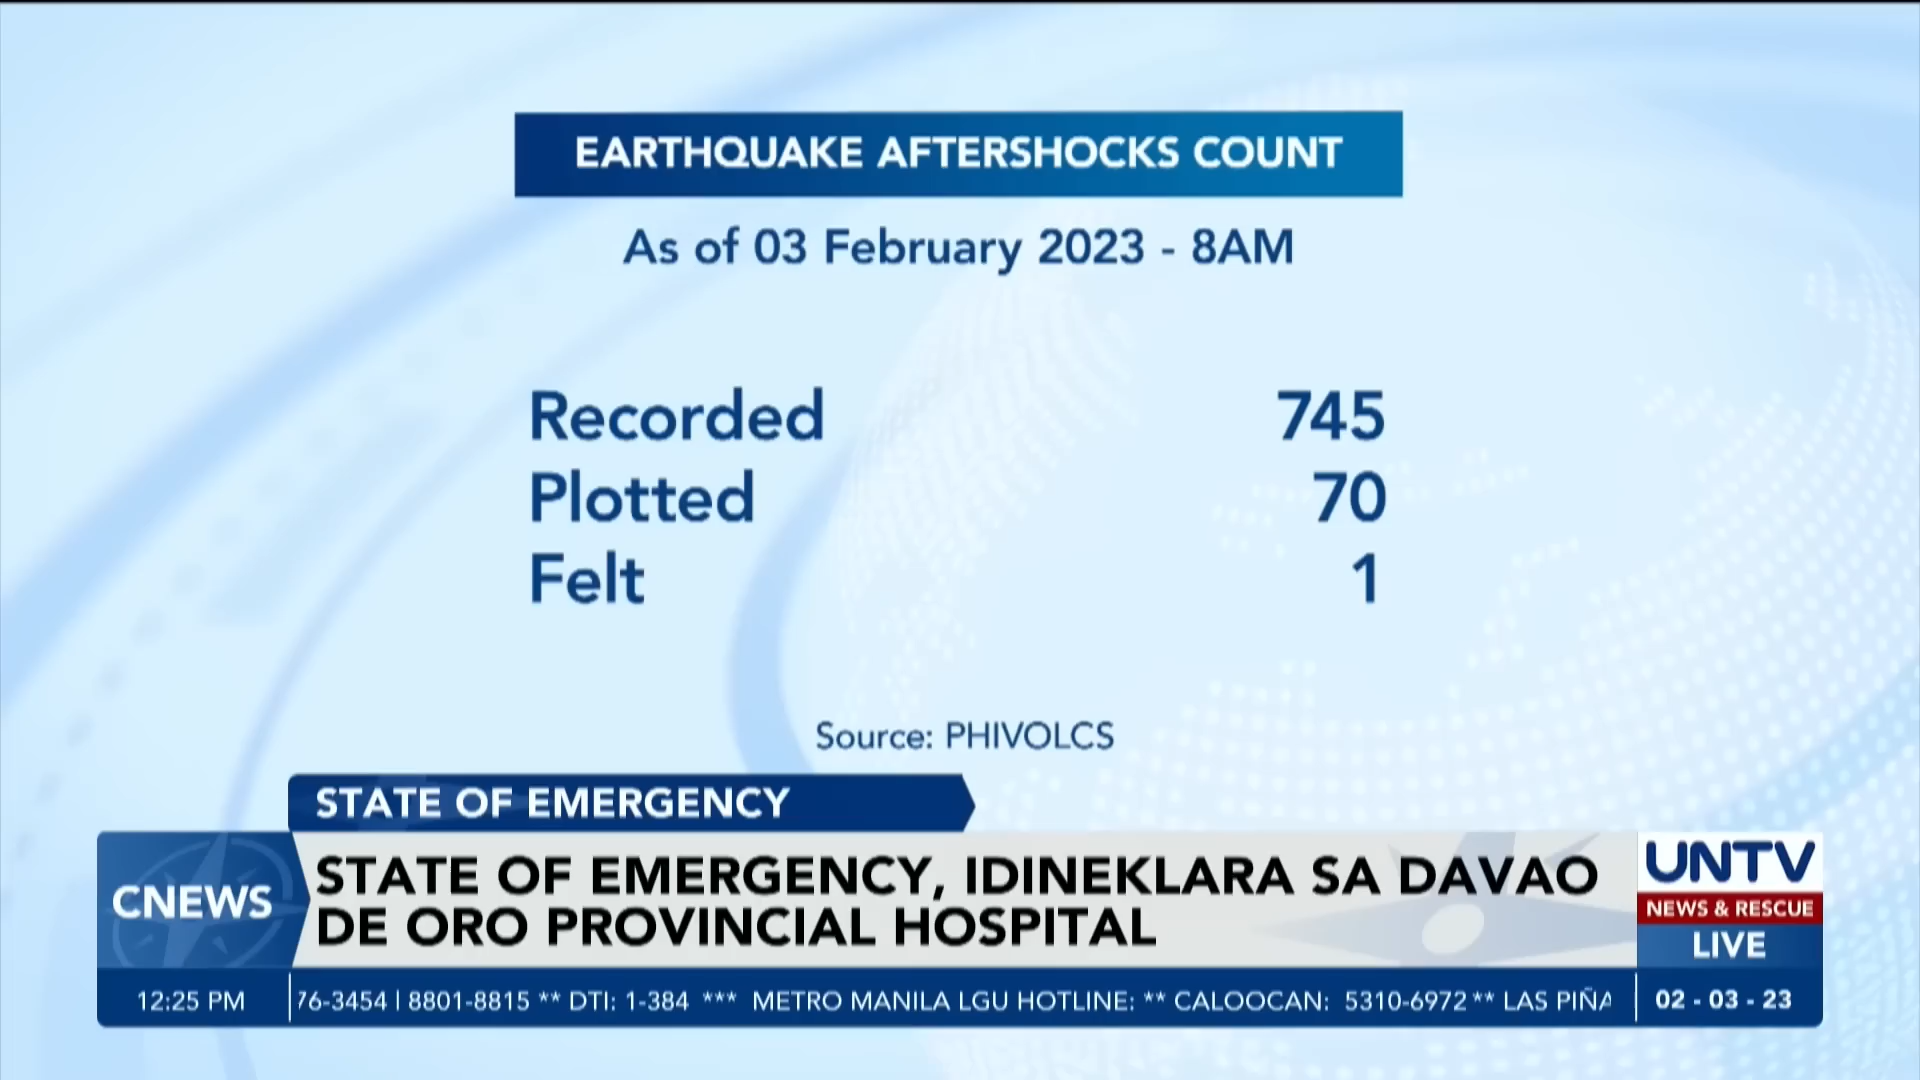 EARTHQUAKE AFTERSHOCKS COUNT
As of 03 February 2023 - 8AM
Recorded 745
Plotted 70
Felt 1
Source: PHIVOLCS
STATE OF EMERGENCY
CNEWS
STATE OF EMERGENCY, IDINEKLARA SA DAVAO
DE ORO PROVINCIAL HOSPITAL
UNTV
NEWS & RESCUE
LIVE
12:25 PM
76-3454 | 8801-8815 ** DTI: 1-384 *** METRO MANILA LGU HOTLINE: ** CALOOCAN: 5310-6972 ** LAS PIÑA
02 - 03 - 23